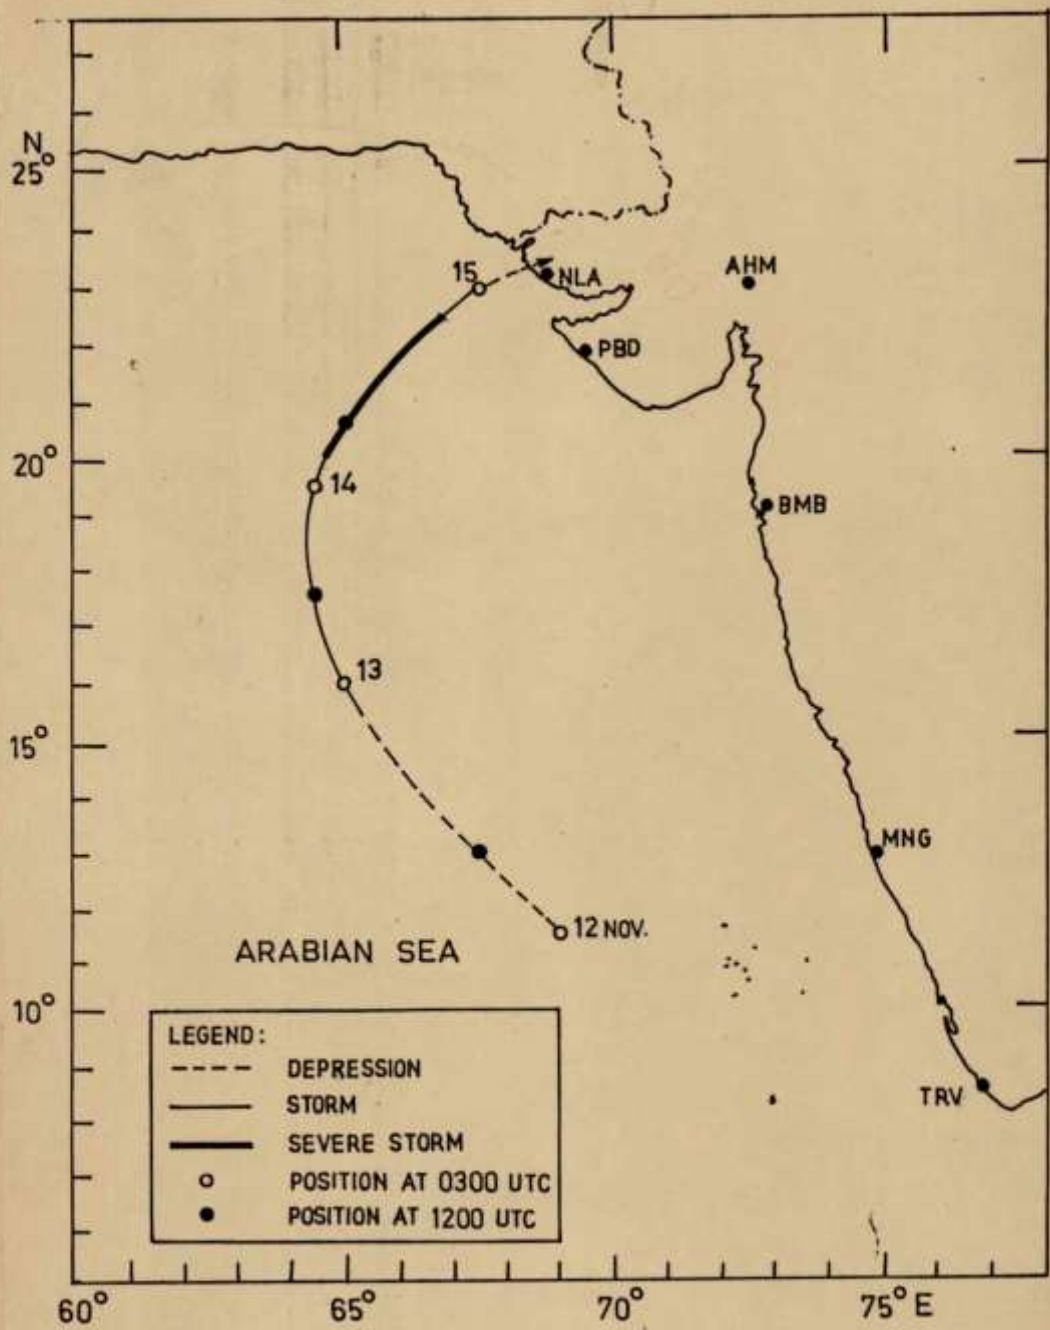 N
25°
15
NLA
AHM
PBD
20°
14
BMB
13
15°
MNG
12 NOV.
ARABIAN SEA
10°
LEGEND:
DEPRESSION
STORM
SEVERE STORM
POSITION AT 0300 UTC
POSITION AT 1200 UTC
TRV
60° 65° 70° 75° E